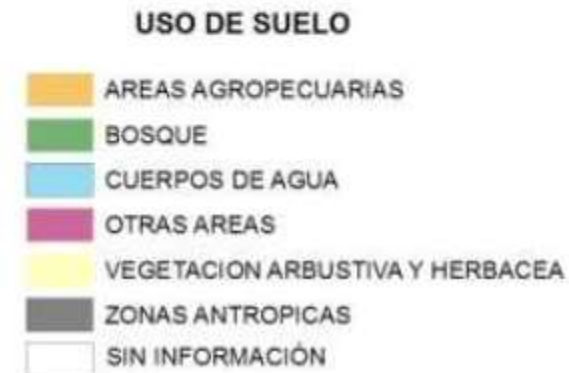 USO DE SUELO
AREAS AGROPECUARIAS
BOSQUE
CUERPOS DE AGUA
OTRAS AREAS
VEGETACION ARBUSTIVA Y HERBACEA
ZONAS ANTROPICAS
SIN INFORMACIÓN